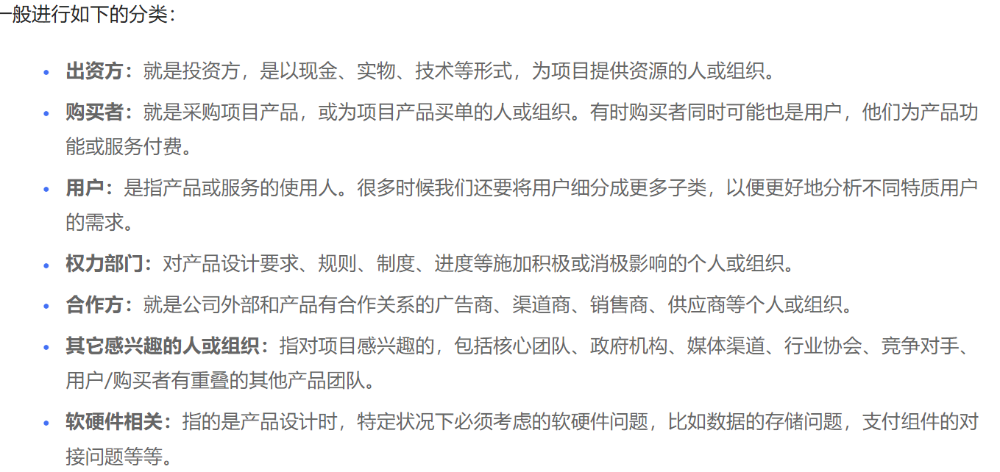 一般进行如下的分类：
• 出资方：就是投资方，是以现金、实物、技术等形式，为项目提供资源的人或组织。
• 购买者：就是采购项目产品，或为项目产品买单的人或组织。有时购买者同时可能也是用户，他们为产品功
能或服务付费。
• 用户：是指产品或服务的使用人。很多时候我们还要将用户细分成更多子类，以便更好地分析不同特质用户
的需求。
• 权力部门：对产品设计要求、规则、制度、进度等施加积极或消极影响的个人或组织。
• 合作方：就是公司外部和产品有合作关系的广告商、渠道商、销售商、供应商等个人或组织。
• 其它感兴趣的人或组织：指对项目感兴趣的，包括核心团队、政府机构、媒体渠道、行业协会、竞争对手、
用户/购买者有重叠的其他产品团队。
• 软硬件相关：指的是产品设计时，特定状况下必须考虑的软硬件问题，比如数据的存储问题，支付组件的对
接问题等等。